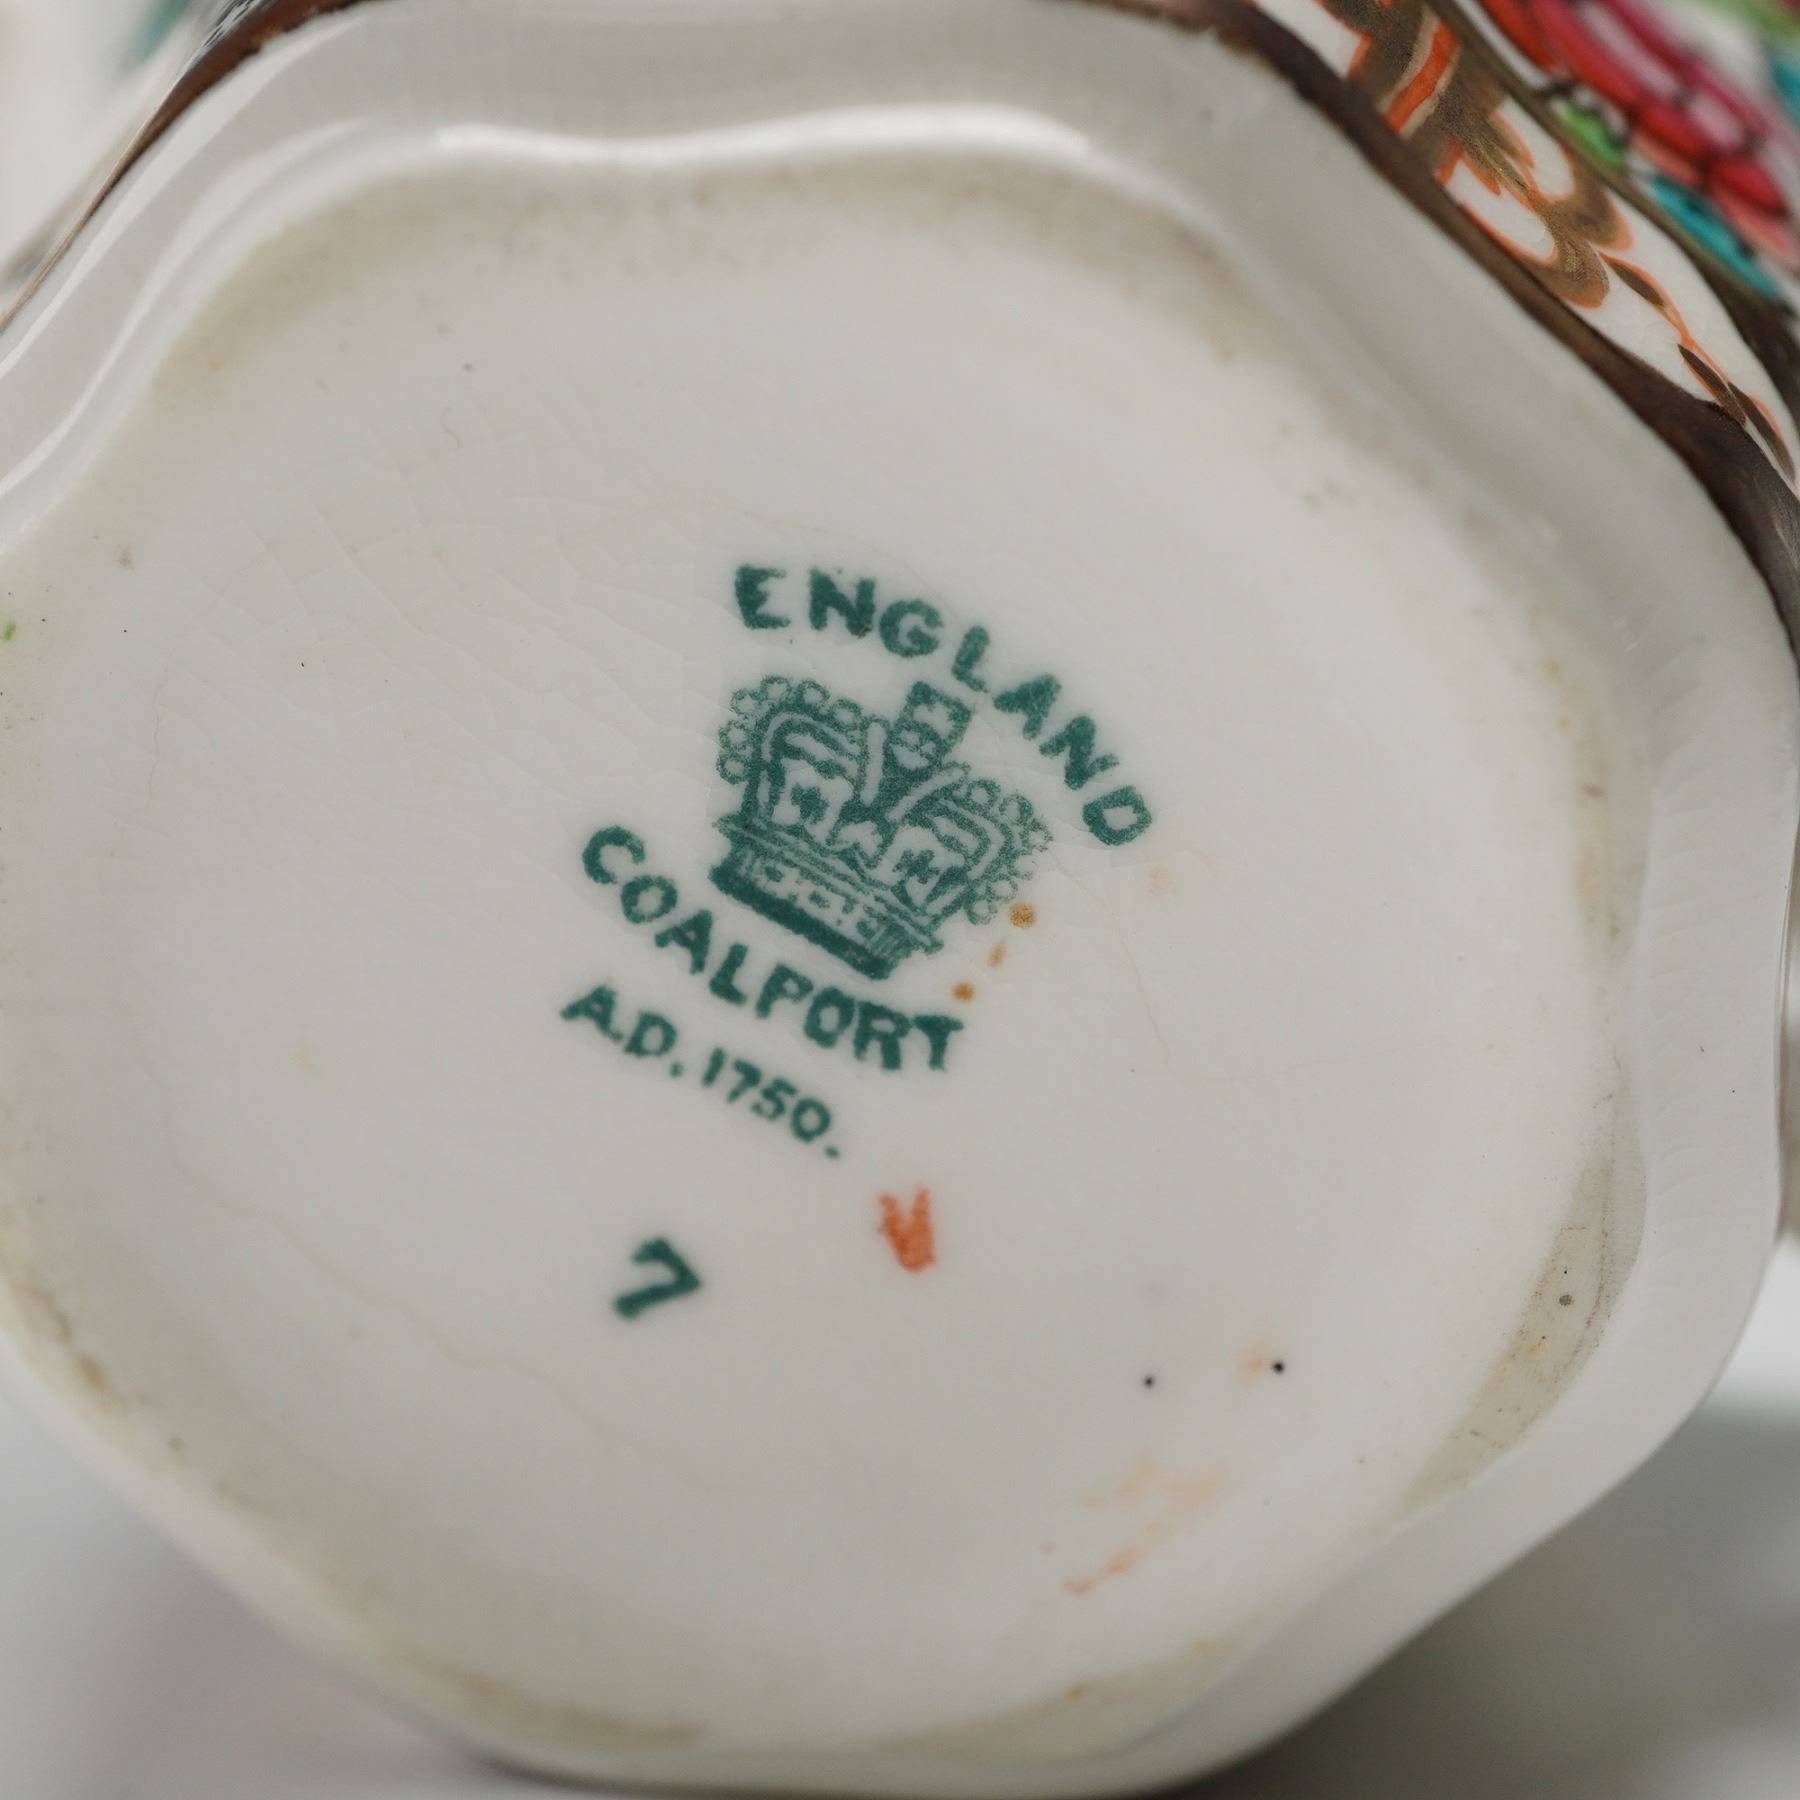 ENGLAND
COALPORT
A.D. 1750.
7